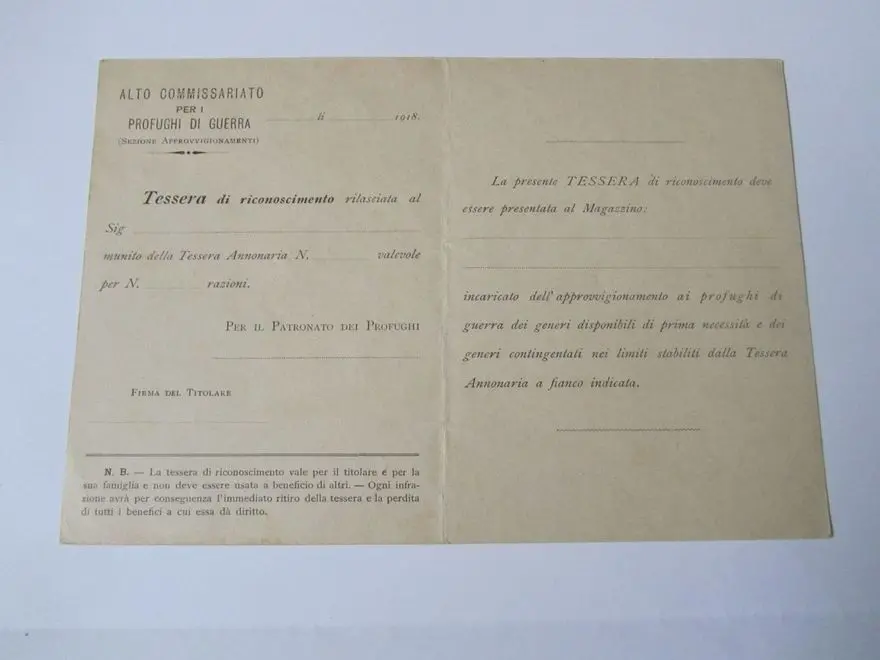 ALTO COMMISSARIATO
PER I
PROFUGHI DI GUERRA
(SEZIONE APPROVVIGIONAMENTI)
li 1918.
Tessera di riconoscimento rilasciata al
Sig
munito della Tessera Annonaria N. valevole
per N. razioni.
PER IL PATRONATO DEI PROFUGHI
FIRMA DEL TITOLARE
N. B. — La tessera di riconoscimento vale per il titolare e per la
sua famiglia e non deve essere usata a beneficio di altri. — Ogni infra-
zione avrà per conseguenza l'immediato ritiro della tessera e la perdita
di tutti i benefici a cui essa dà diritto.
La presente TESSERA di riconoscimento deve
essere presentata al Magazzino:
incaricato dell'approvvigionamento ai profughi di
guerra dei generi disponibili di prima necessità e dei
generi contingentati nei limiti stabiliti dalla Tessera
Annonaria a fianco indicata.